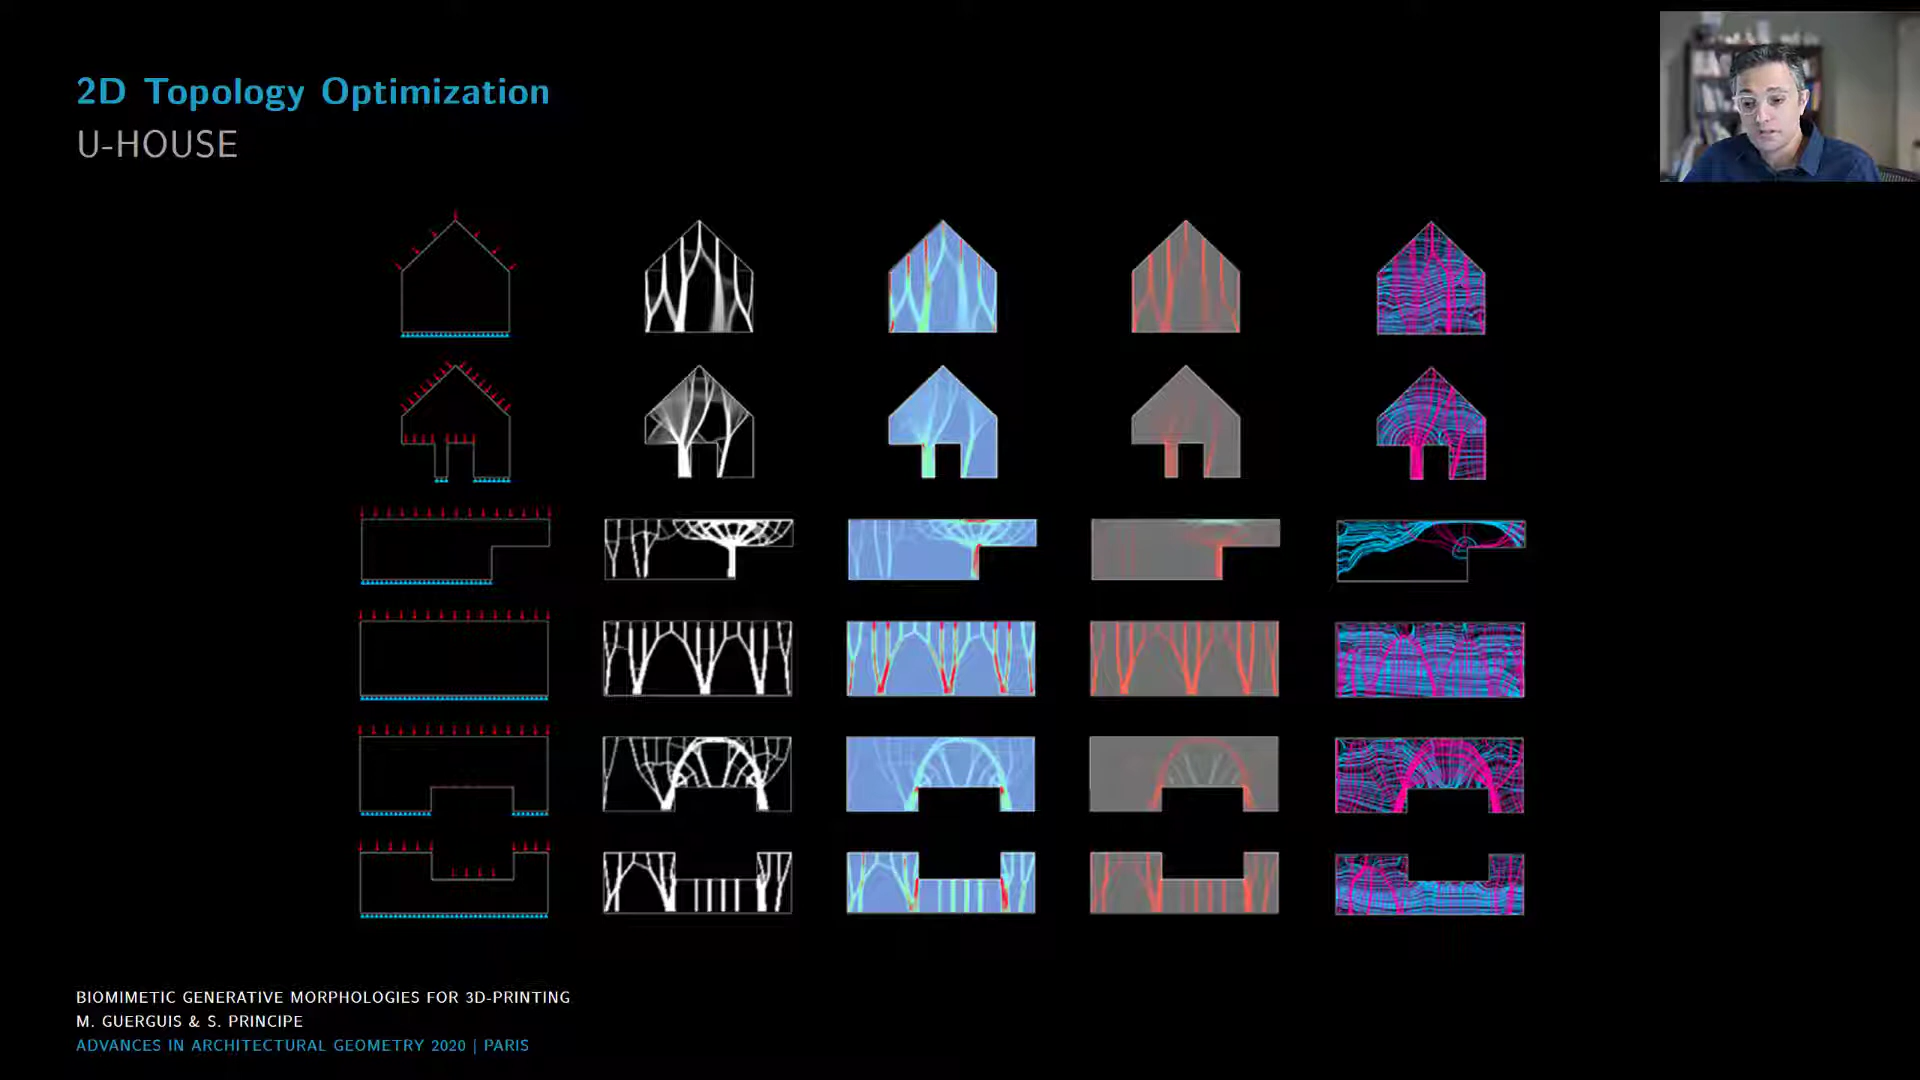 2D Topology Optimization
U-HOUSE
BIOMIMETIC GENERATIVE MORPHOLOGIES FOR 3D-PRINTING
M. GUERGUIS & S. PRINCIPE
ADVANCES IN ARCHITECTURAL GEOMETRY 2020 | PARIS